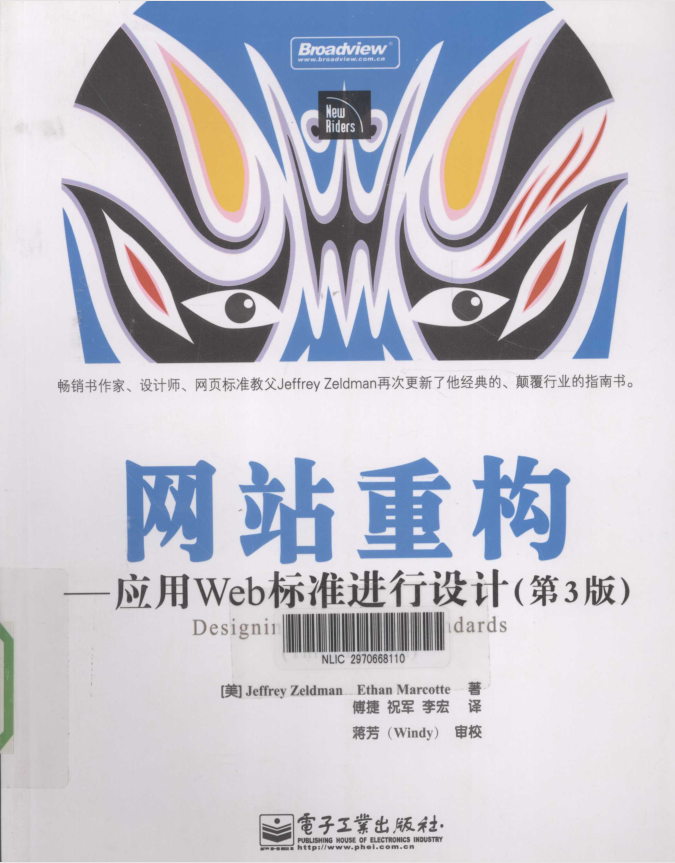 Broadview®
www.broadview.com.cn
New
Riders
畅销书作家、设计师、网页标准教父Jeffrey Zeldman再次更新了他经典的、颠覆行业的指南书。
网站重构
——应用Web标准进行设计(第3版)
Designin dards
NLIC 2970668110
[美] Jeffrey Zeldman Ethan Marcotte 著
傅捷 祝军 李宏 译
蒋芳（Windy） 审校
電子工業出版社.
PUBLISHING HOUSE OF ELECTRONICS INDUSTRY
PHEI http://www.phei.com.cn